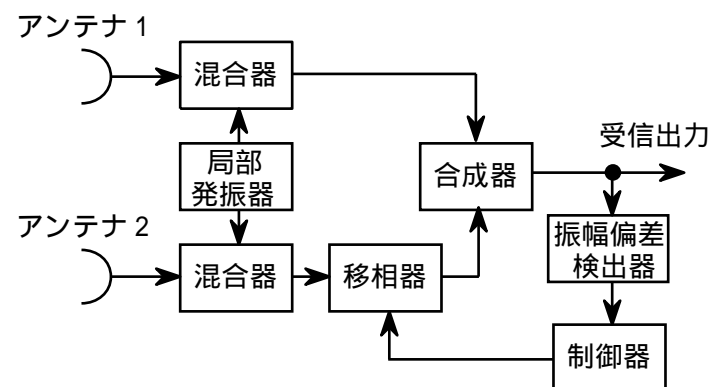 アンテナ 1
混合器
局部
発振器
アンテナ 2
混合器
移相器
合成器
受信出力
振幅偏差
検出器
制御器